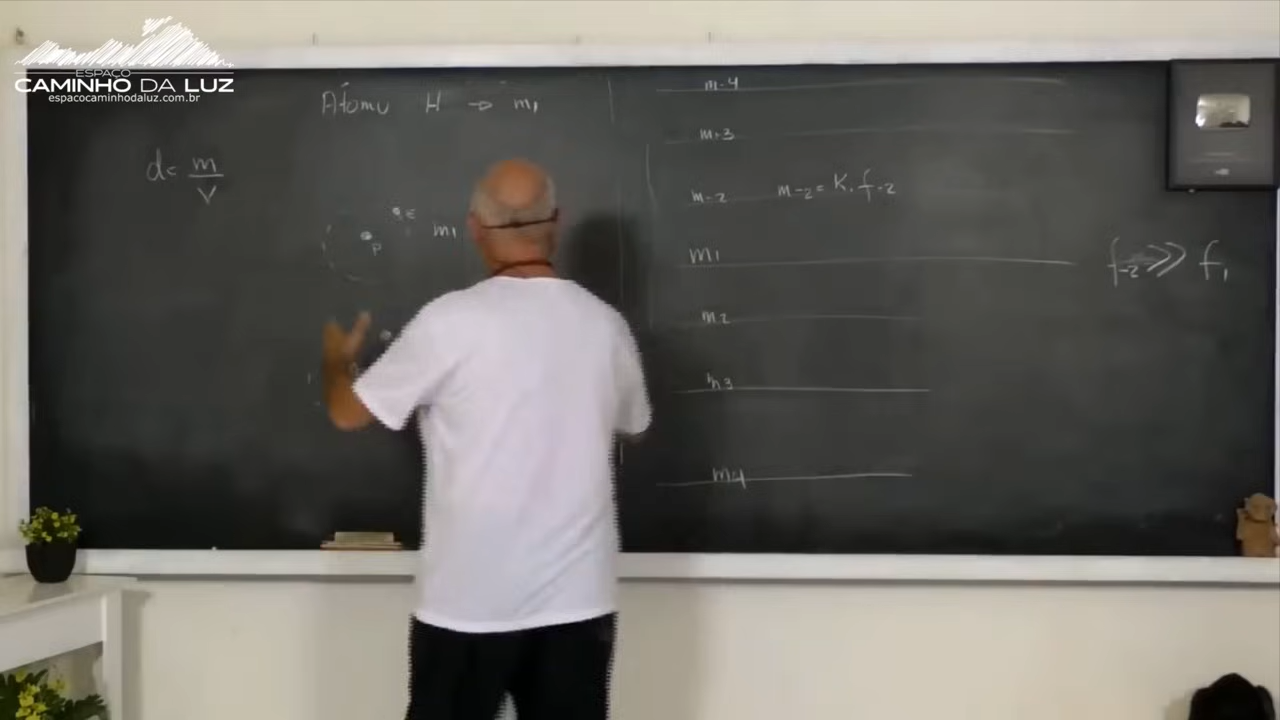 ESPAÇO
CAMINHO DA LUZ
espacocaminhodaluz.com.br
Átomo H → m₁
d = m/V
e
p
m₁
m-4
m-3
m-2 m-2 = K.f-2
m₁
m2
m3
m4
f-2 >> f₁